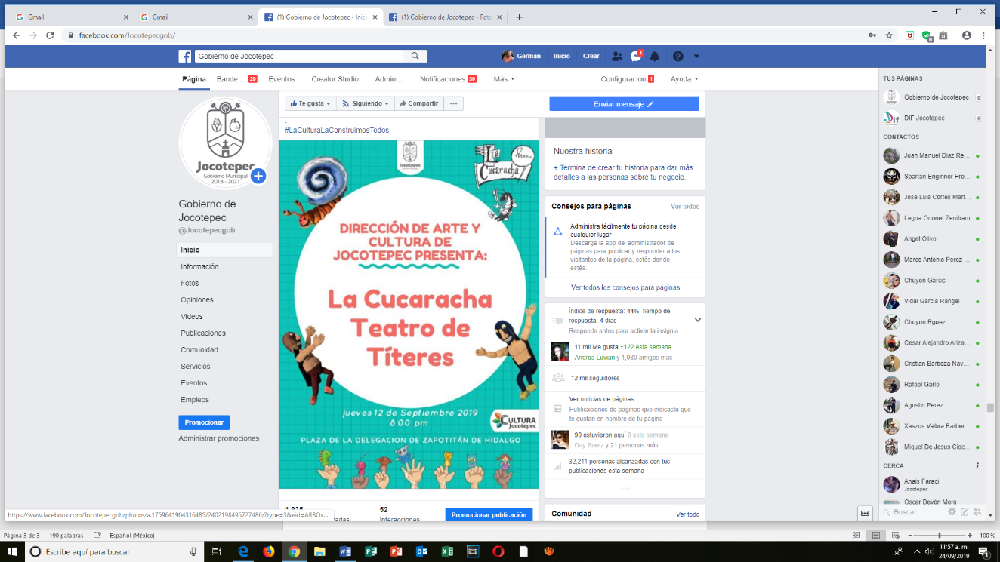 Gmail
Gmail
(1) Gobierno de Jocotepec - Inici
(1) Gobierno de Jocotepec - Foto
facebook.com/Jocotepecgob/
Gobierno de Jocotepec
German
Inicio
Crear
1
Página
Bande... 20
Eventos
Creator Studio
Admini...
Notificaciones 39
Más
Configuración 1
Ayuda
Jocotepec
Gobierno Municipal
2018 - 2021
Gobierno de
Jocotepec
@Jocotepecgob
Inicio
Información
Fotos
Opiniones
Videos
Publicaciones
Comunidad
Servicios
Eventos
Empleos
Promocionar
Administrar promociones
Te gusta
Siguiendo
Compartir
...
Enviar mensaje
.
#LaCulturaLaConstruimosTodos.
Jocotepec
La
Cucaracha
Títeres
DIRECCIÓN DE ARTE Y
CULTURA DE
JOCOTEPEC PRESENTA:
La Cucaracha
Teatro de
Títeres
jueves 12 de Septiembre 2019
8:00 pm
CULTURA
Jocotepec
PLAZA DE LA DELEGACION DE ZAPOTITÁN DE HIDALGO
52
Interacciones
Promocionar publicación
Nuestra historia
+ Termina de crear tu historia para dar más
detalles a las personas sobre tu negocio.
Consejos para páginas
Ver todos
Administra fácilmente tu página desde
cualquier lugar
Descarga la app del administrador de
páginas para publicar y responder a los
visitantes de la página, estés donde
estés.
Ver todos los consejos para páginas
Índice de respuesta: 44%; tiempo de
respuesta: 4 días
Responde antes para activar la insignia
11 mil Me gusta +122 esta semana
Andrea Luvian y 1,080 amigos más
12 mil seguidores
Ver noticias de páginas
Publicaciones de páginas que indicaste que
te gustan en nombre de tu página
90 estuvieron aquí 0 esta semana
Day Barez y 21 personas más
32,211 personas alcanzadas con tus
publicaciones esta semana
...
Comunidad
Ver todo
TUS PÁGINAS
Gobierno de Jocotepec 9
DIF Jocotepec 9
CONTACTOS
Juan Manuel Diaz Re...
Spartan Enginner Pro...
Jose Luis Cortes Mart...
Legna Orionet Zenitram
Angel Olivo
Marco Antonio Perez ...
Chuyon Garcis
Vidal Garcia Rangel
Chuyon Rguez
Cesar Alejandro Ariza...
Cristian Barboza Nav...
Rafael Garlo
Agustin Perez
Xeszus Valbra Barber...
Miguel De Jesus Cioc...
CERCA
Anais Faraci
Jocotepec
Oscar Devòn Mora
Buscar
https://www.facebook.com/Jocotepecgob/photos/a.1759641904316485/2402198496727486/?type=3&eid=ARBOx...
Página 3 de 3
190 palabras
Español (México)
100 %
Escribe aquí para buscar
11:57 a. m.
24/09/2019
1